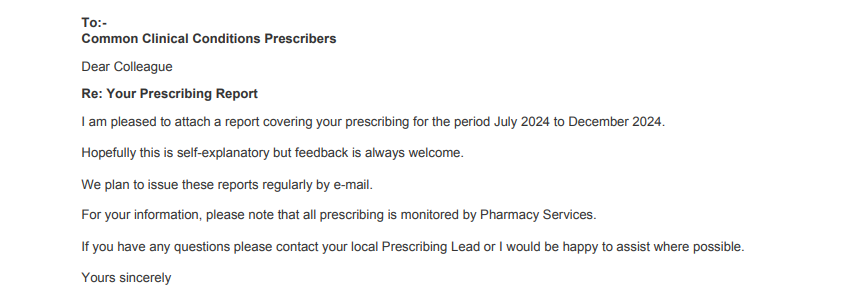 To:-
Common Clinical Conditions Prescribers
Dear Colleague
Re: Your Prescribing Report
I am pleased to attach a report covering your prescribing for the period July 2024 to December 2024.
Hopefully this is self-explanatory but feedback is always welcome.
We plan to issue these reports regularly by e-mail.
For your information, please note that all prescribing is monitored by Pharmacy Services.
If you have any questions please contact your local Prescribing Lead or I would be happy to assist where possible.
Yours sincerely